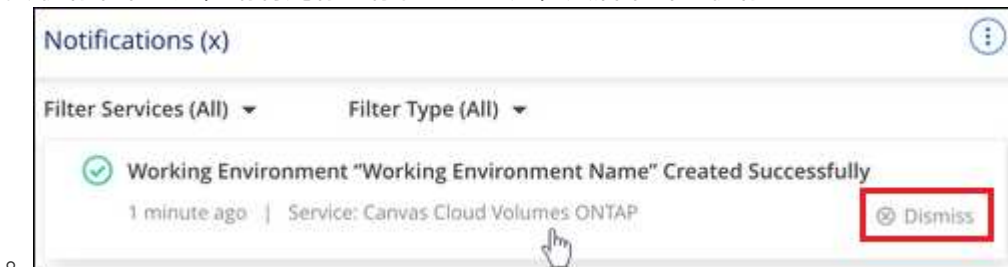 Notifications (x)
Filter Services (All) Filter Type (All)
Working Environment “Working Environment Name” Created Successfully
1 minute ago | Service: Canvas Cloud Volumes ONTAP
Dismiss